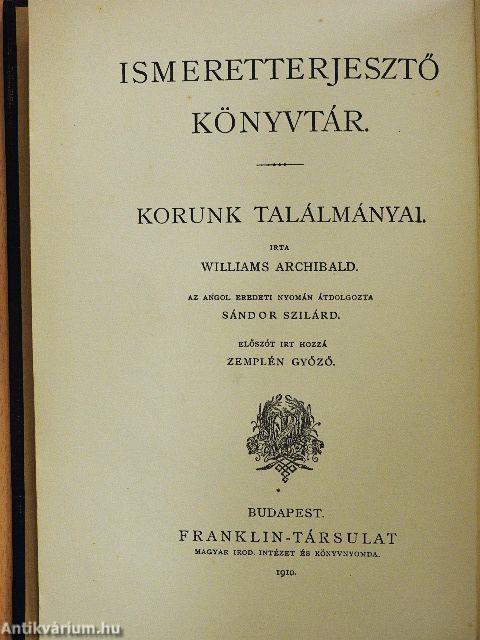 ISMERETTERJESZTŐ
KÖNYVTÁR.
KORUNK TALÁLMÁNYAI.
IRTA
WILLIAMS ARCHIBALD.
AZ ANGOL EREDETI NYOMÁN ÁTDOLGOZTA
SÁNDOR SZILÁRD.
ELŐSZÓT IRT HOZZÁ
ZEMPLÉN GYŐZŐ.
BUDAPEST.
FRANKLIN-TÁRSULAT
MAGYAR IROD. INTÉZET ÉS KÖNYVNYOMDA.
1910.
Antikvárium.hu